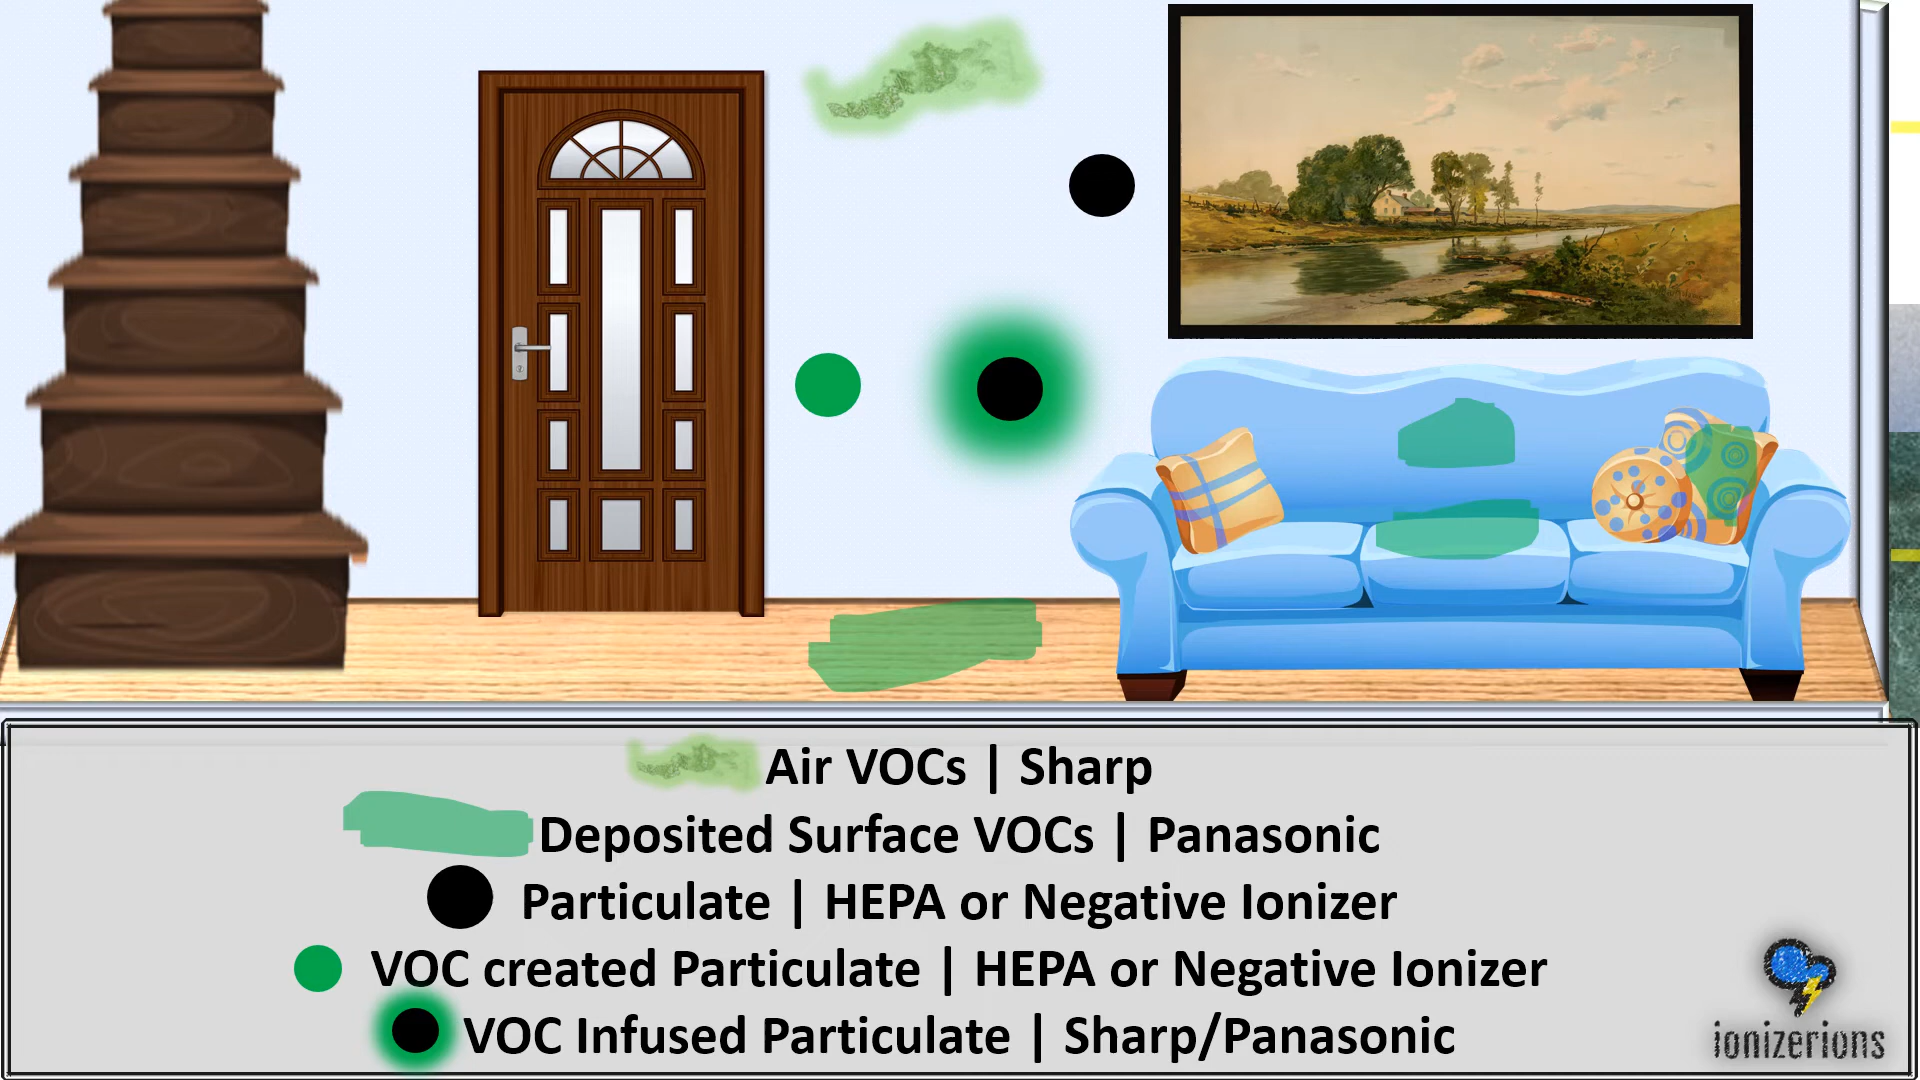 Air VOCs | Sharp
Deposited Surface VOCs | Panasonic
Particulate | HEPA or Negative Ionizer
VOC created Particulate | HEPA or Negative Ionizer
VOC Infused Particulate | Sharp/Panasonic
ionizerions